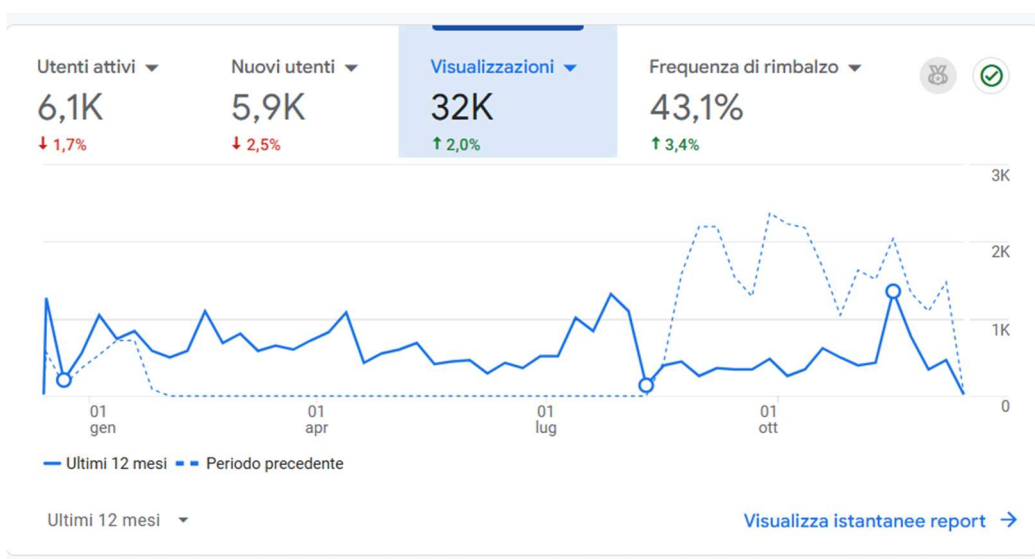 Utenti attivi Nuovi utenti Visualizzazioni Frequenza di rimbalzo
6,1K 5,9K 32K 43,1%
↓ 1,7% ↓ 2,5% ↑ 2,0% ↑ 3,4%
3K
2K
1K
0
01 01 01 01
gen apr lug ott
Ultimi 12 mesi Periodo precedente
Ultimi 12 mesi Visualizza istantanee report →